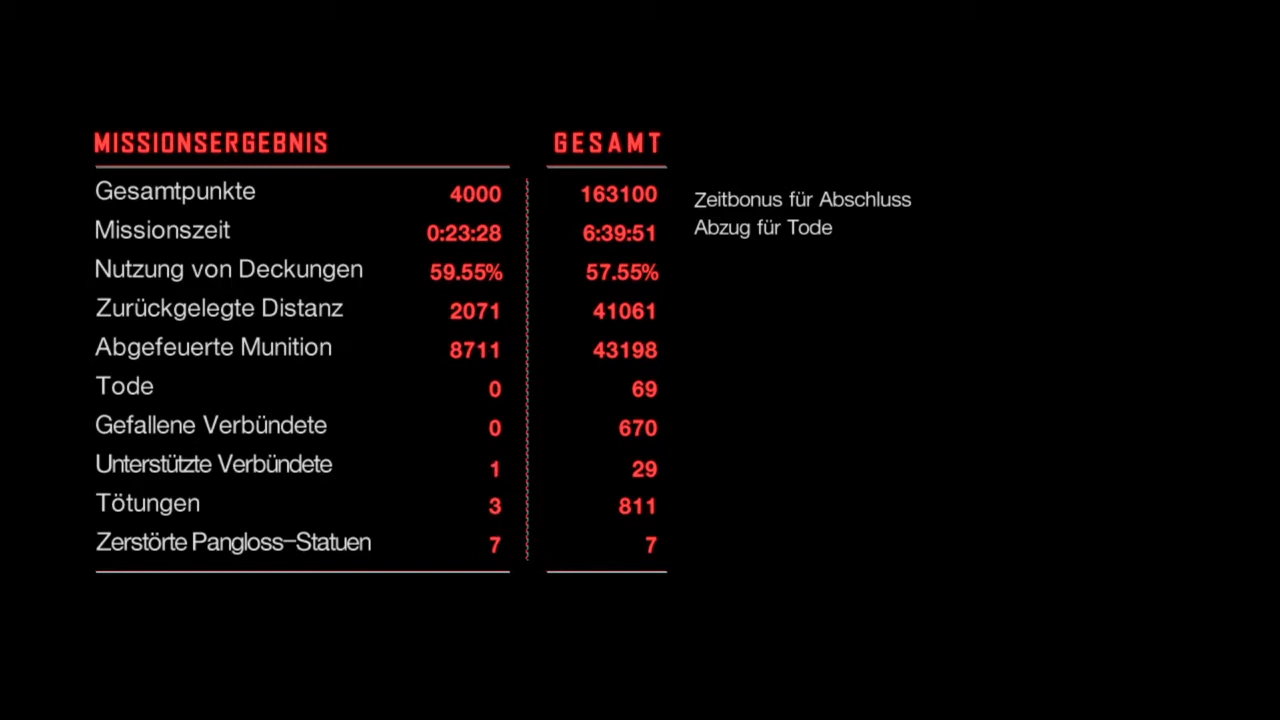 MISSIONSERGEBNIS GESAMT
Gesamtpunkte 4000 163100 Zeitbonus für Abschluss
Missionszeit 0:23:28 6:39:51 Abzug für Tode
Nutzung von Deckungen 59.55% 57.55%
Zurückgelegte Distanz 2071 41061
Abgefeuerte Munition 8711 43198
Tode 0 69
Gefallene Verbündete 0 670
Unterstützte Verbündete 1 29
Tötungen 3 811
Zerstörte Pangloss-Statuen 7 7